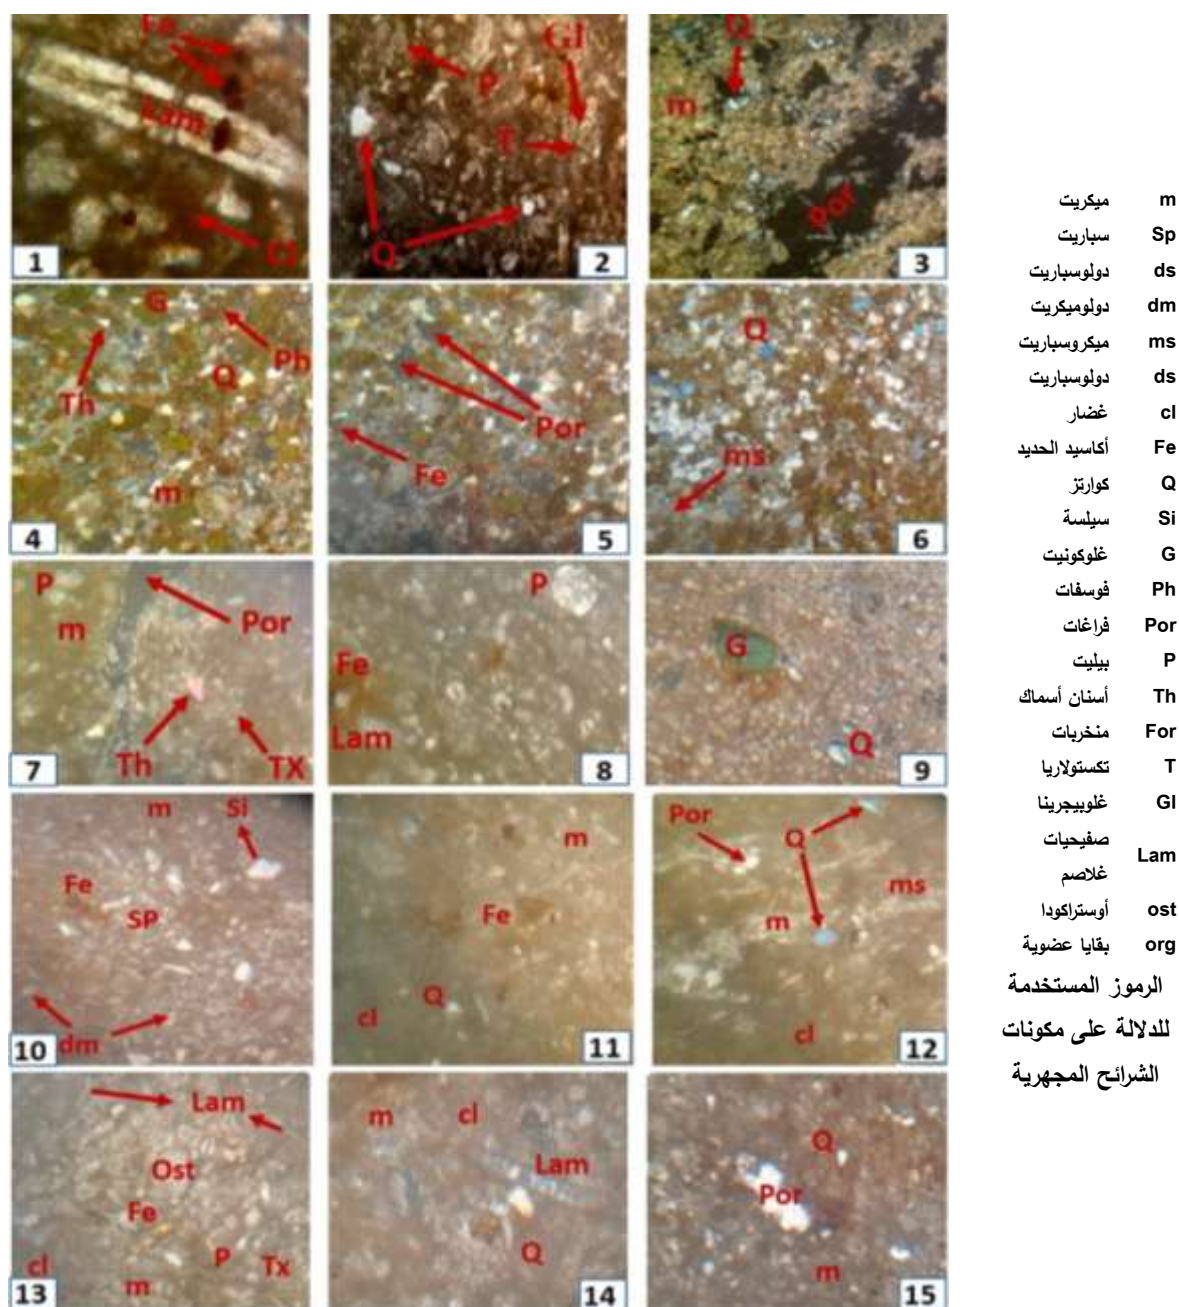 Fe
Lam
Cl
1
Gl
P
T
Q
2
Q
m
por
3
G
Ph
Th
Q
m
4
Por
Fe
5
Q
ms
6
P
m
Por
Th
TX
7
P
Fe
Lam
8
G
Q
9
m
Si
Fe
SP
dm
10
m
Fe
Q
cl
11
Por
Q
ms
m
cl
12
Lam
Ost
Fe
P
Tx
cl
m
13
m
cl
Lam
Q
14
Q
Por
m
15
m ميكريت
Sp سباريت
ds دولوسباريت
dm دولوميكريت
ms ميكروسباريت
ds دولوسباريت
cl غضار
Fe أكاسيد الحديد
Q كوارتز
Si سيلسة
G غلوكونيت
Ph فوسفات
Por فراغات
P بيليت
Th أسنان أسماك
For منخربات
T تكستولاريا
Gl غلوبيجرينا
Lam صفيحيات
غلاصم
ost أوستراكودا
org بقايا عضوية
الرموز المستخدمة
للدلالة على مكونات
الشرائح المجهرية